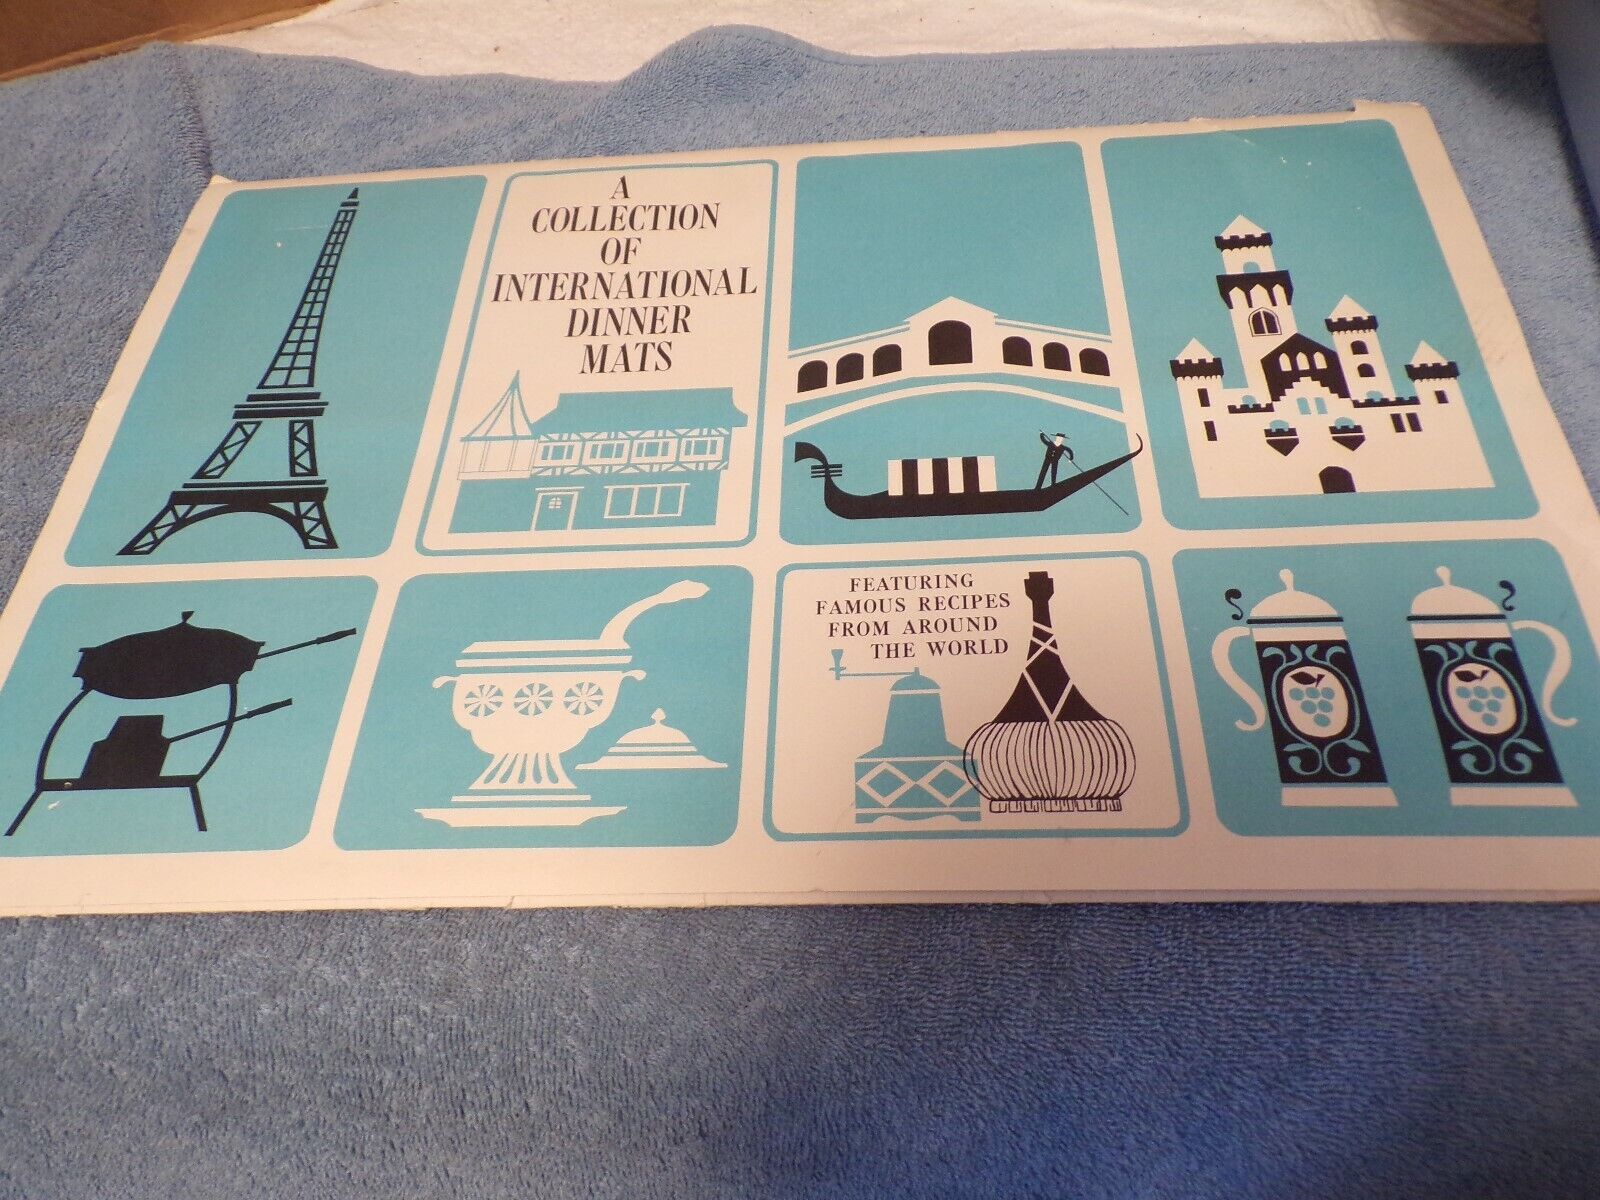 A
COLLECTION
OF
INTERNATIONAL
DINNER
MATS
FEATURING
FAMOUS RECIPES
FROM AROUND
THE WORLD